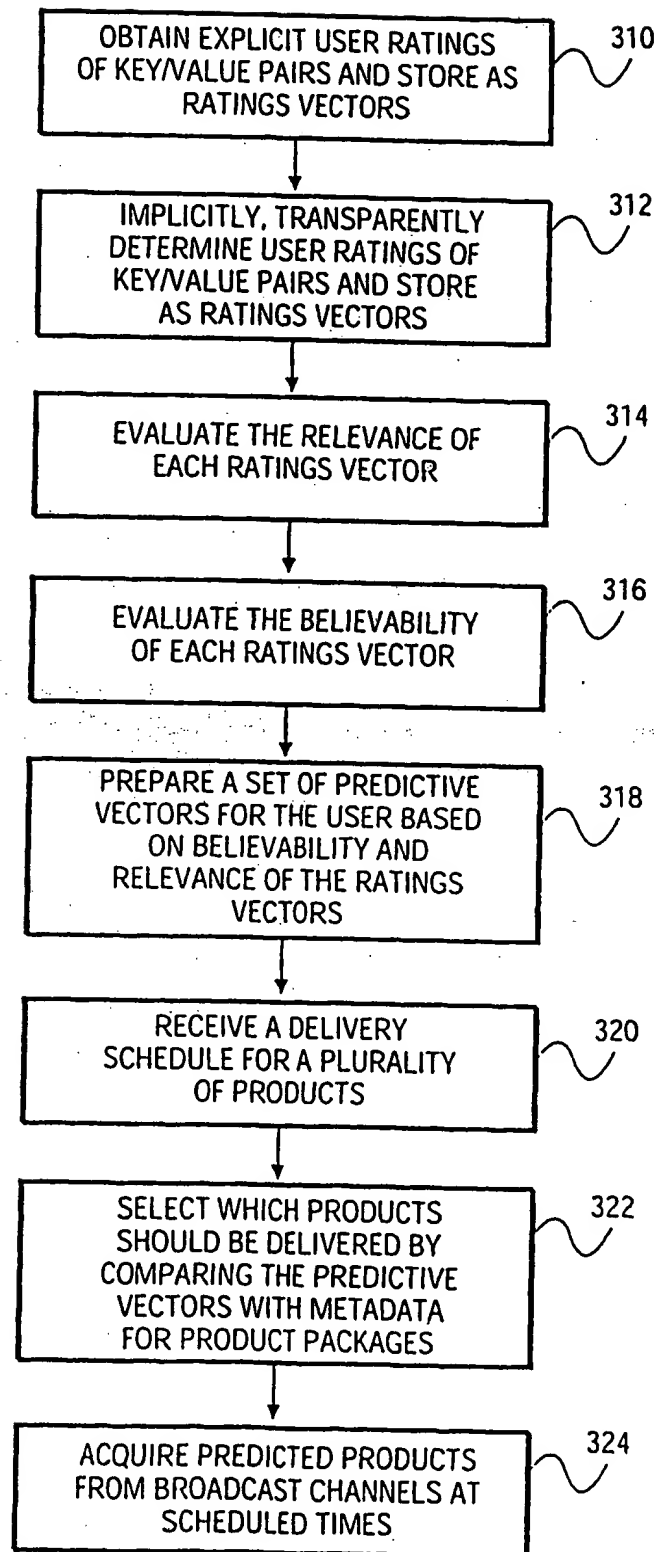 OBTAIN EXPLICIT USER RATINGS
OF KEY/VALUE PAIRS AND STORE AS
RATINGS VECTORS
310
IMPLICITLY, TRANSPARENTLY
DETERMINE USER RATINGS OF
KEY/VALUE PAIRS AND STORE
AS RATINGS VECTORS
312
EVALUATE THE RELEVANCE OF
EACH RATINGS VECTOR
314
EVALUATE THE BELIEVABILITY
OF EACH RATINGS VECTOR
316
PREPARE A SET OF PREDICTIVE
VECTORS FOR THE USER BASED
ON BELIEVABILITY AND
RELEVANCE OF THE RATINGS
VECTORS
318
RECEIVE A DELIVERY
SCHEDULE FOR A PLURALITY
OF PRODUCTS
320
SELECT WHICH PRODUCTS
SHOULD BE DELIVERED BY
COMPARING THE PREDICTIVE
VECTORS WITH METADATA
FOR PRODUCT PACKAGES
322
ACQUIRE PREDICTED PRODUCTS
FROM BROADCAST CHANNELS AT
SCHEDULED TIMES
324